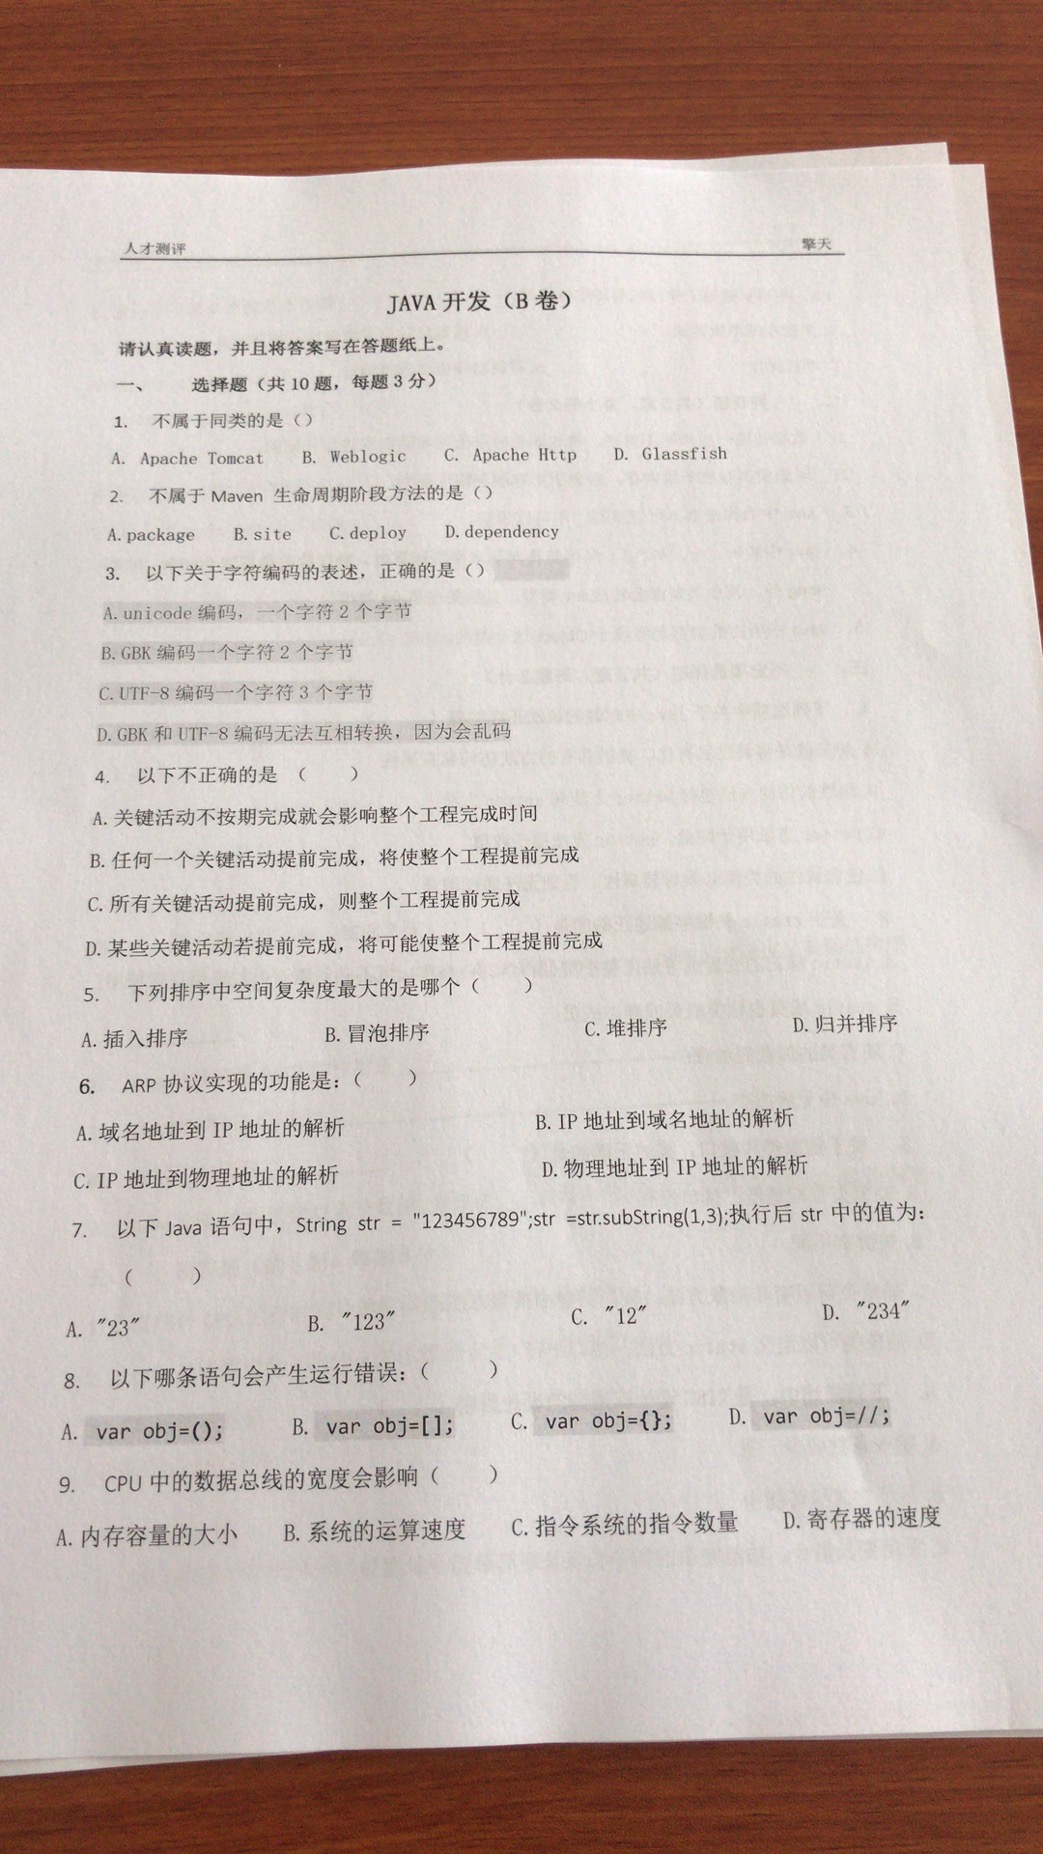 人才测评 擎天
JAVA 开发（B 卷）
请认真读题，并且将答案写在答题纸上。
一、 选择题（共 10 题，每题 3 分）
1. 不属于同类的是（）
A. Apache Tomcat B. Weblogic C. Apache Http D. Glassfish
2. 不属于 Maven 生命周期阶段方法的是（）
A.package B.site C.deploy D.dependency
3. 以下关于字符编码的表述，正确的是（）
A.unicode 编码，一个字符 2 个字节
B.GBK 编码一个字符 2 个字节
C.UTF-8 编码一个字符 3 个字节
D.GBK 和 UTF-8 编码无法互相转换，因为会乱码
4. 以下不正确的是 （ ）
A.关键活动不按期完成就会影响整个工程完成时间
B.任何一个关键活动提前完成，将使整个工程提前完成
C.所有关键活动提前完成，则整个工程提前完成
D.某些关键活动若提前完成，将可能使整个工程提前完成
5. 下列排序中空间复杂度最大的是哪个（ ）
A.插入排序 B.冒泡排序 C.堆排序 D.归并排序
6. ARP 协议实现的功能是：（ ）
A.域名地址到 IP 地址的解析 B.IP 地址到域名地址的解析
C.IP 地址到物理地址的解析 D.物理地址到 IP 地址的解析
7. 以下 Java 语句中，String str = "123456789";str =str.subString(1,3);执行后 str 中的值为：
（ ）
A. "23" B. "123" C. "12" D. "234"
8. 以下哪条语句会产生运行错误：（ ）
A. var obj=(); B. var obj=[]; C. var obj={}; D. var obj=//;
9. CPU 中的数据总线的宽度会影响（ ）
A.内存容量的大小 B.系统的运算速度 C.指令系统的指令数量 D.寄存器的速度